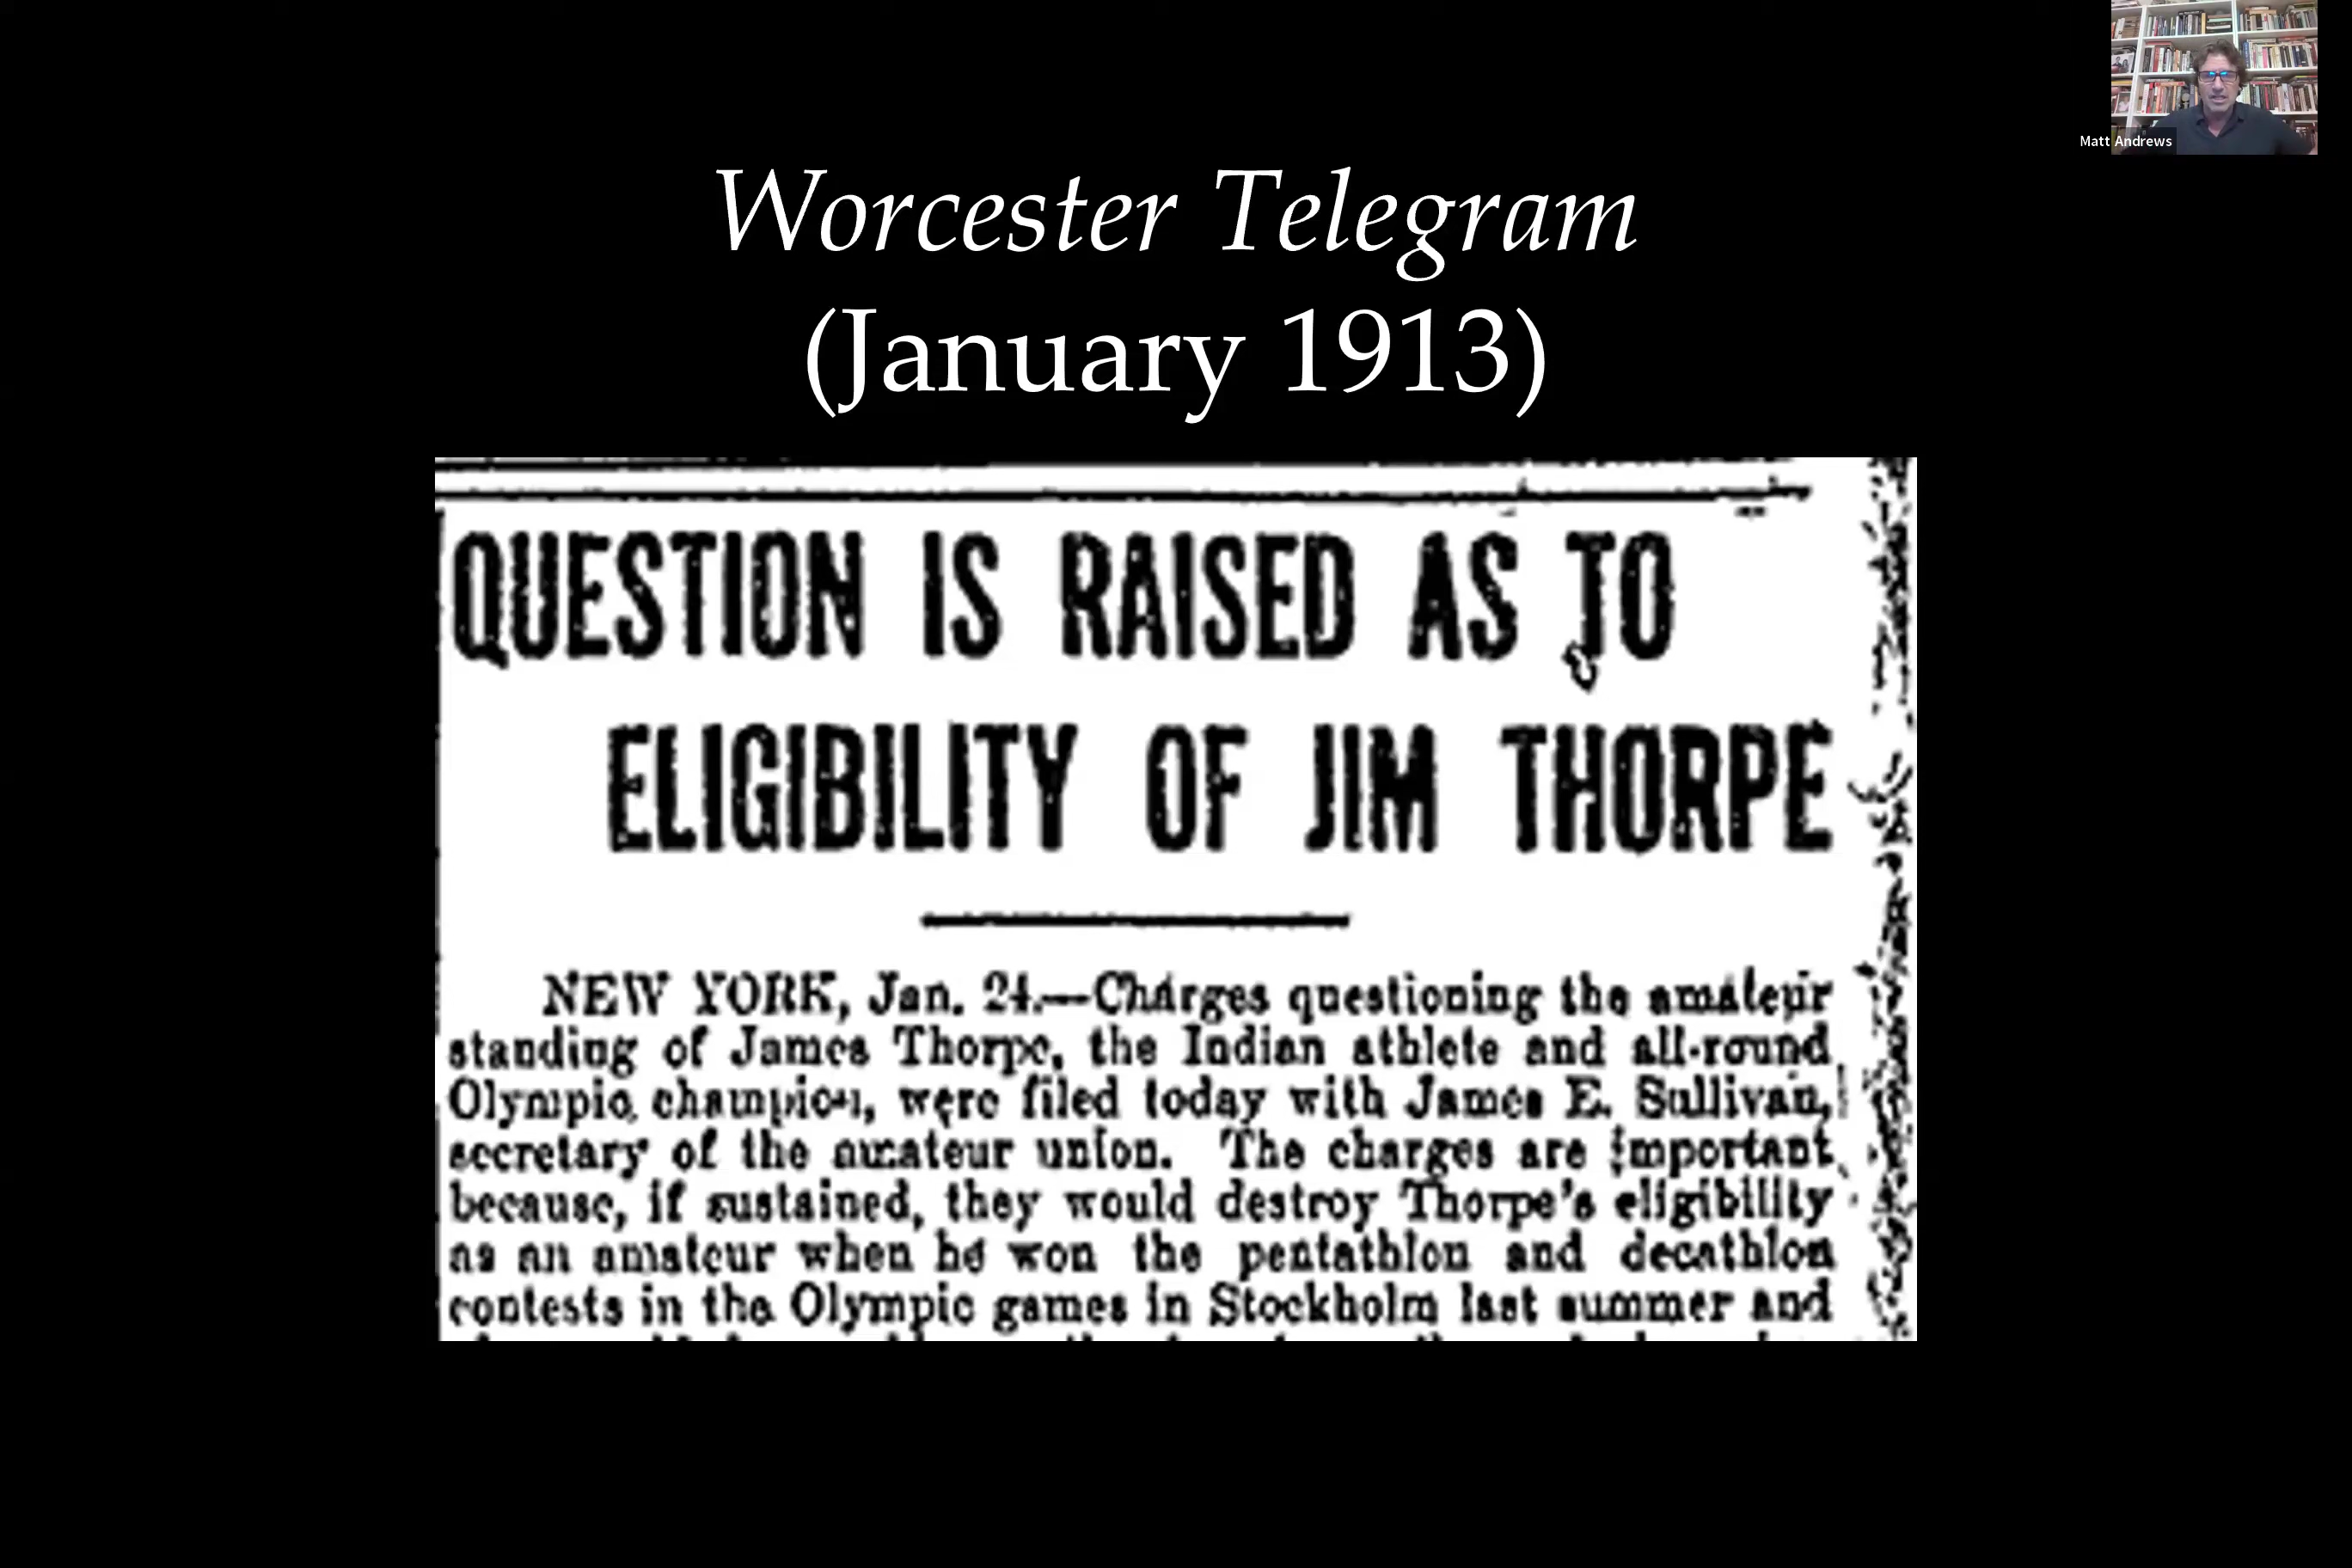 Matt Andrews
Worcester Telegram
(January 1913)
QUESTION IS RAISED AS TO
ELIGIBILITY OF JIM THORPE
NEW YORK, Jan. 24.—Charges questioning the amateur
standing of James Thorpe, the Indian athlete and all-round
Olympic champion, were filed today with James E. Sullivan,
secretary of the amateur union. The charges are important
because, if sustained, they would destroy Thorpe's eligibility
as an amateur when he won the pentathlon and decathlon
contests in the Olympic games in Stockholm last summer and